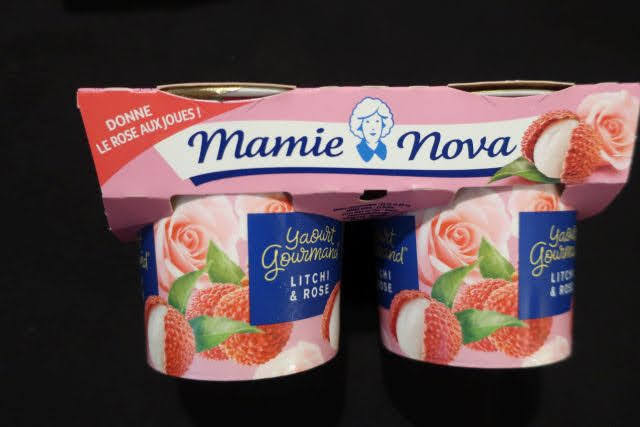 DONNE
LE ROSE AUX JOUES !
Mamie Nova
Yaourt
Gourmand
LITCHI
& ROSE
Yaourt
Gourmand
LITCHI
& ROSE